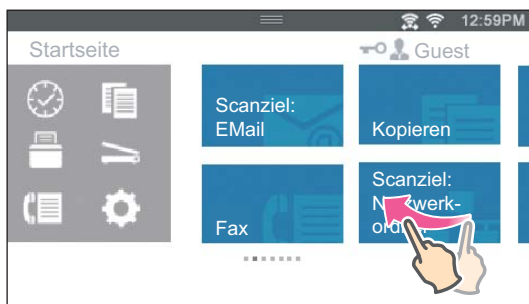 12:59PM
Startseite
Guest
Scanziel:
EMail
Kopieren
Fax
Scanziel: